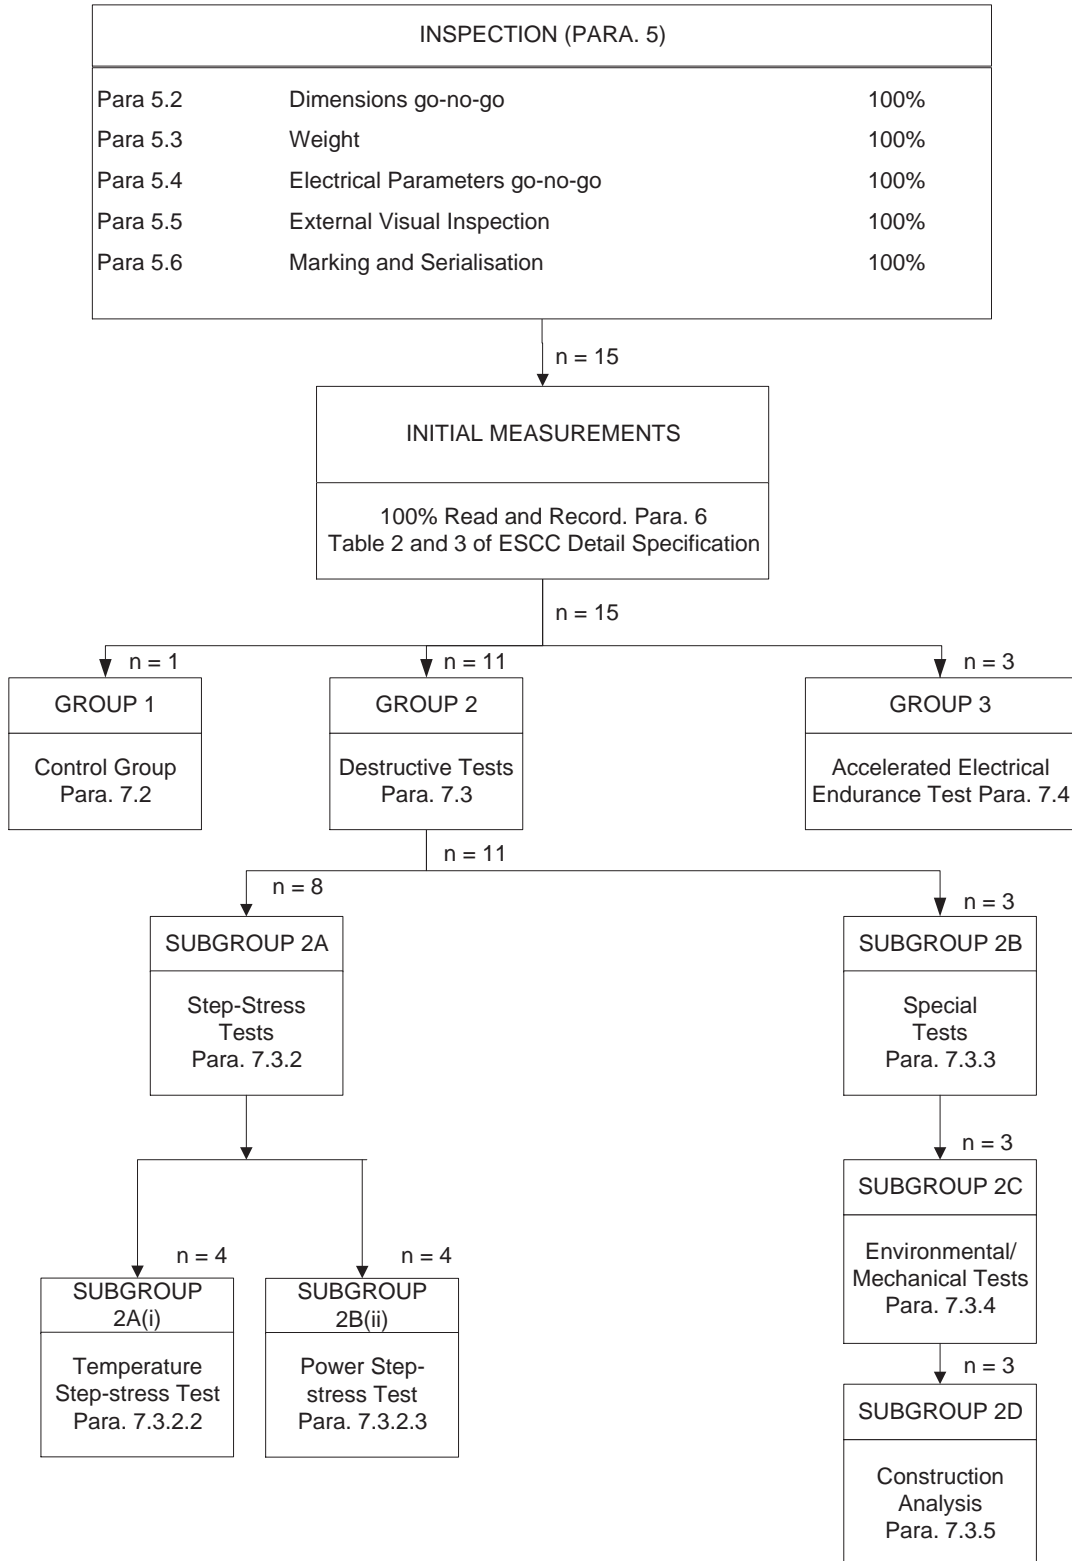 INSPECTION (PARA. 5)
Para 5.2 Dimensions go-no-go 100%
Para 5.3 Weight 100%
Para 5.4 Electrical Parameters go-no-go 100%
Para 5.5 External Visual Inspection 100%
Para 5.6 Marking and Serialisation 100%
n = 15
INITIAL MEASUREMENTS
100% Read and Record. Para. 6
Table 2 and 3 of ESCC Detail Specification
n = 15
n = 1
GROUP 1
Control Group
Para. 7.2
n = 11
GROUP 2
Destructive Tests
Para. 7.3
n = 3
GROUP 3
Accelerated Electrical
Endurance Test Para. 7.4
n = 11
n = 8
SUBGROUP 2A
Step-Stress
Tests
Para. 7.3.2
n = 3
SUBGROUP 2B
Special
Tests
Para. 7.3.3
n = 4
SUBGROUP
2A(i)
Temperature
Step-stress Test
Para. 7.3.2.2
n = 4
SUBGROUP
2B(ii)
Power Step-
stress Test
Para. 7.3.2.3
n = 3
SUBGROUP 2C
Environmental/
Mechanical Tests
Para. 7.3.4
n = 3
SUBGROUP 2D
Construction
Analysis
Para. 7.3.5